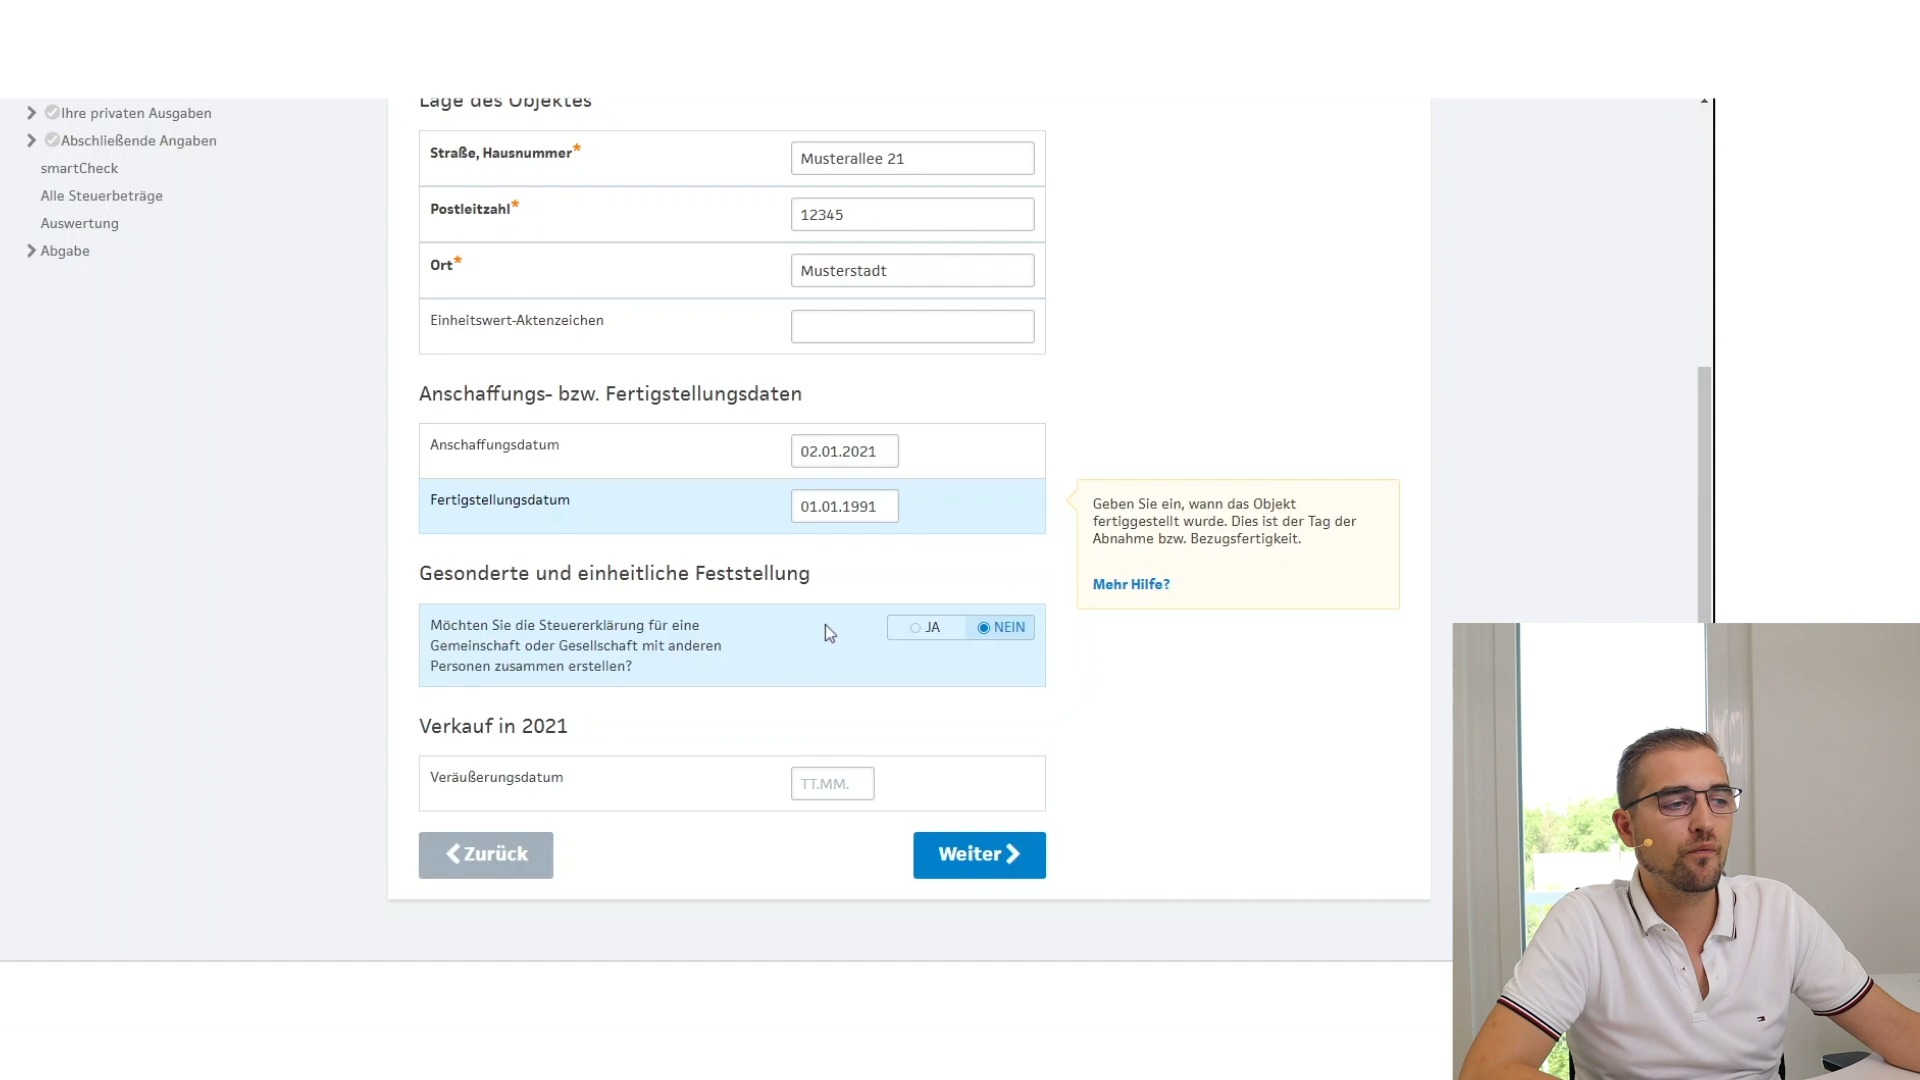 Lage des Objektes
Ihre privaten Ausgaben
Abschließende Angaben
smartCheck
Alle Steuerbeträge
Auswertung
Abgabe
Straße, Hausnummer*
Musterallee 21
Postleitzahl*
12345
Ort*
Musterstadt
Einheitswert-Aktenzeichen
Anschaffungs- bzw. Fertigstellungsdaten
Anschaffungsdatum
02.01.2021
Fertigstellungsdatum
01.01.1991
Geben Sie ein, wann das Objekt
fertiggestellt wurde. Dies ist der Tag der
Abnahme bzw. Bezugsfertigkeit.
Mehr Hilfe?
Gesonderte und einheitliche Feststellung
Möchten Sie die Steuererklärung für eine
Gemeinschaft oder Gesellschaft mit anderen
Personen zusammen erstellen?
JA
NEIN
Verkauf in 2021
Veräußerungsdatum
TT.MM.
Zurück
Weiter